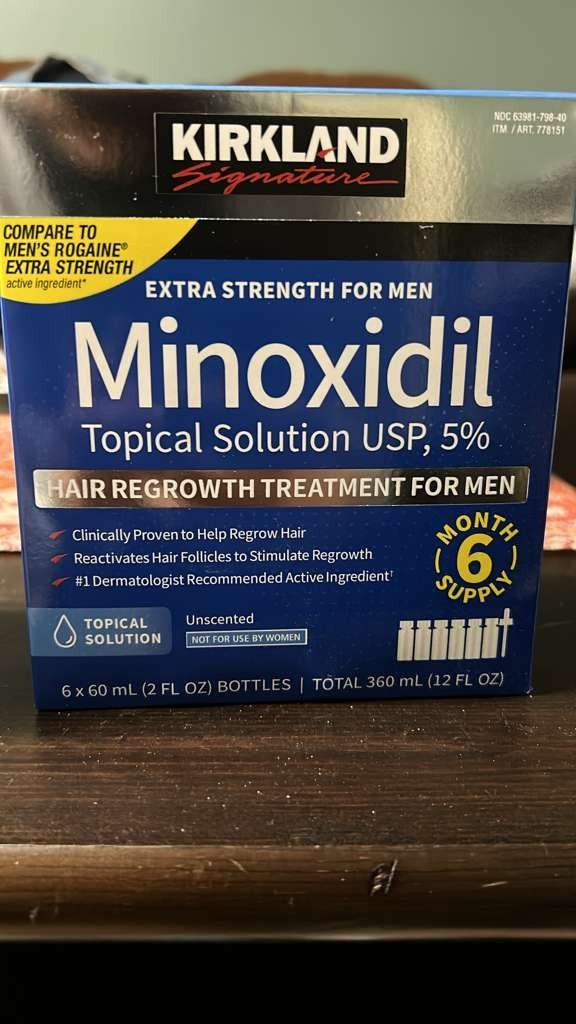 KIRKLAND
Signature
NDC 63981-798-40
ITM. / ART. 778151
COMPARE TO
MEN'S ROGAINE®
EXTRA STRENGTH
active ingredient*
EXTRA STRENGTH FOR MEN
Minoxidil
Topical Solution USP, 5%
HAIR REGROWTH TREATMENT FOR MEN
Clinically Proven to Help Regrow Hair
Reactivates Hair Follicles to Stimulate Regrowth
#1 Dermatologist Recommended Active Ingredient†
MONTH
6
SUPPLY
TOPICAL
SOLUTION
Unscented
NOT FOR USE BY WOMEN
6 x 60 mL (2 FL OZ) BOTTLES | TOTAL 360 mL (12 FL OZ)